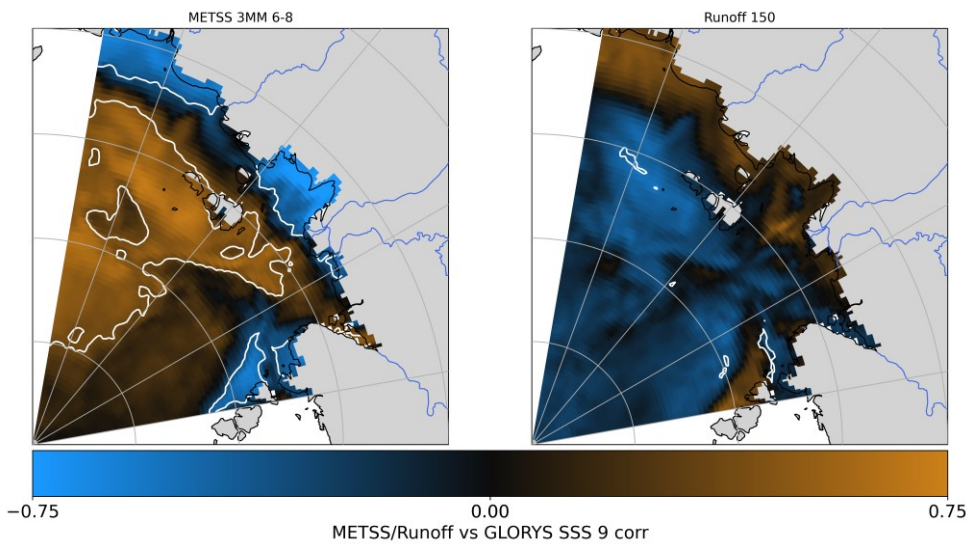 METSS 3MM 6-8
Runoff 150
−0.75
0.00
0.75
METSS/Runoff vs GLORYS SSS 9 corr